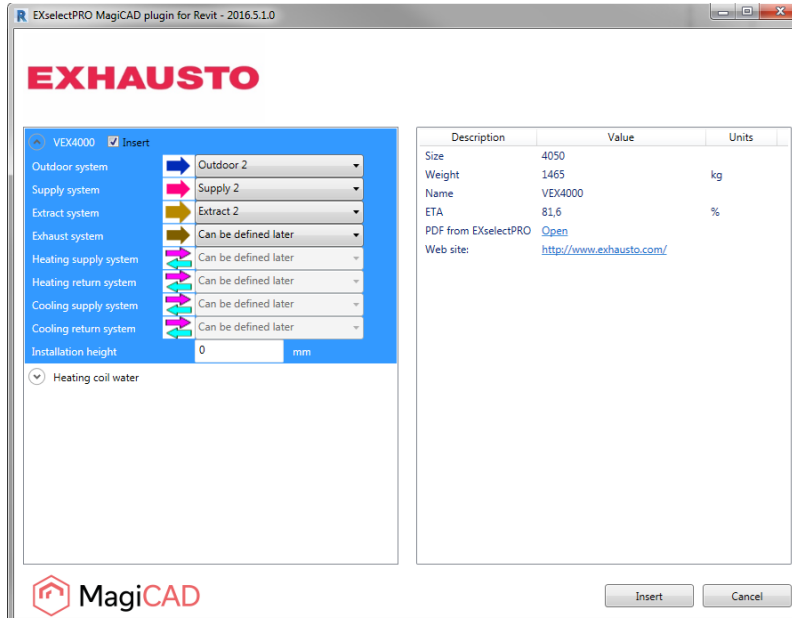 EXselectPRO MagiCAD plugin for Revit - 2016.5.1.0
EXHAUSTO
VEX4000 Insert
Outdoor system Outdoor 2
Supply system Supply 2
Extract system Extract 2
Exhaust system Can be defined later
Heating supply system Can be defined later
Heating return system Can be defined later
Cooling supply system Can be defined later
Cooling return system Can be defined later
Installation height 0 mm
Heating coil water
Description Value Units
Size 4050
Weight 1465 kg
Name VEX4000
ETA 81,6 %
PDF from EXselectPRO Open
Web site: http://www.exhausto.com/
MagiCAD
Insert Cancel